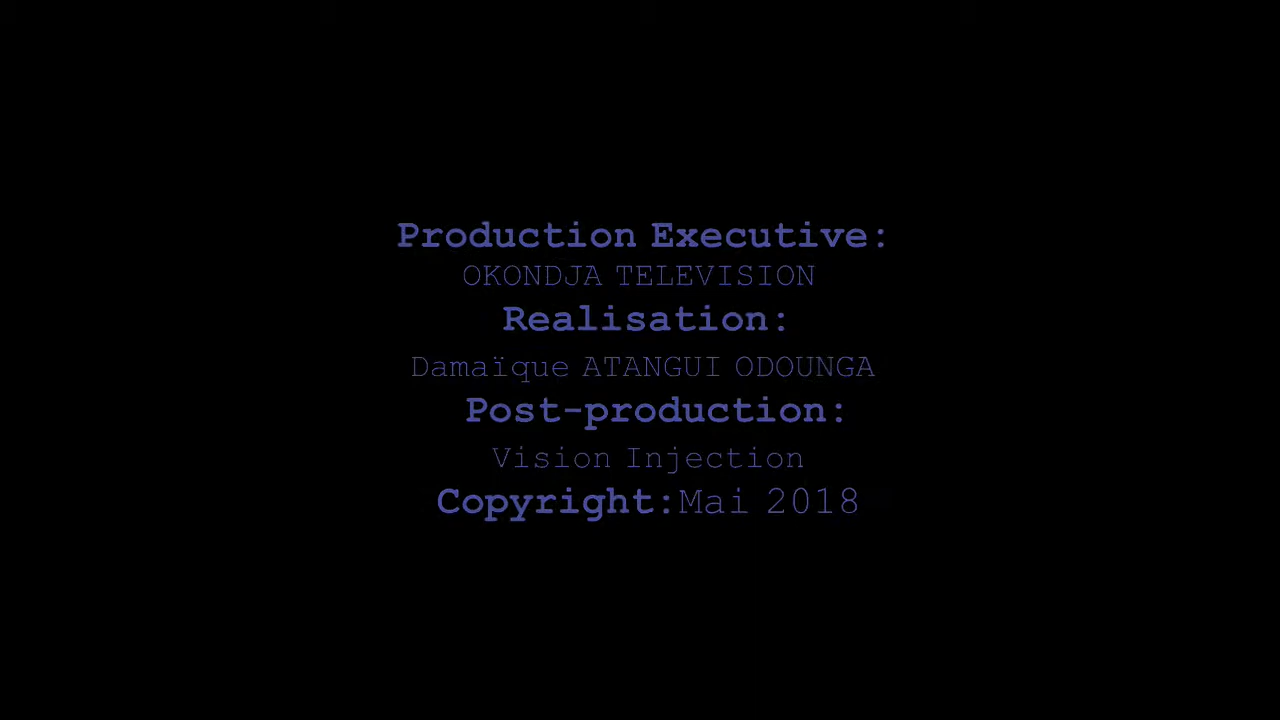 Production Executive:
OKONDJA TELEVISION
Realisation:
Damaïque ATANGUI ODOUNGA
Post-production:
Vision Injection
Copyright:Mai 2018